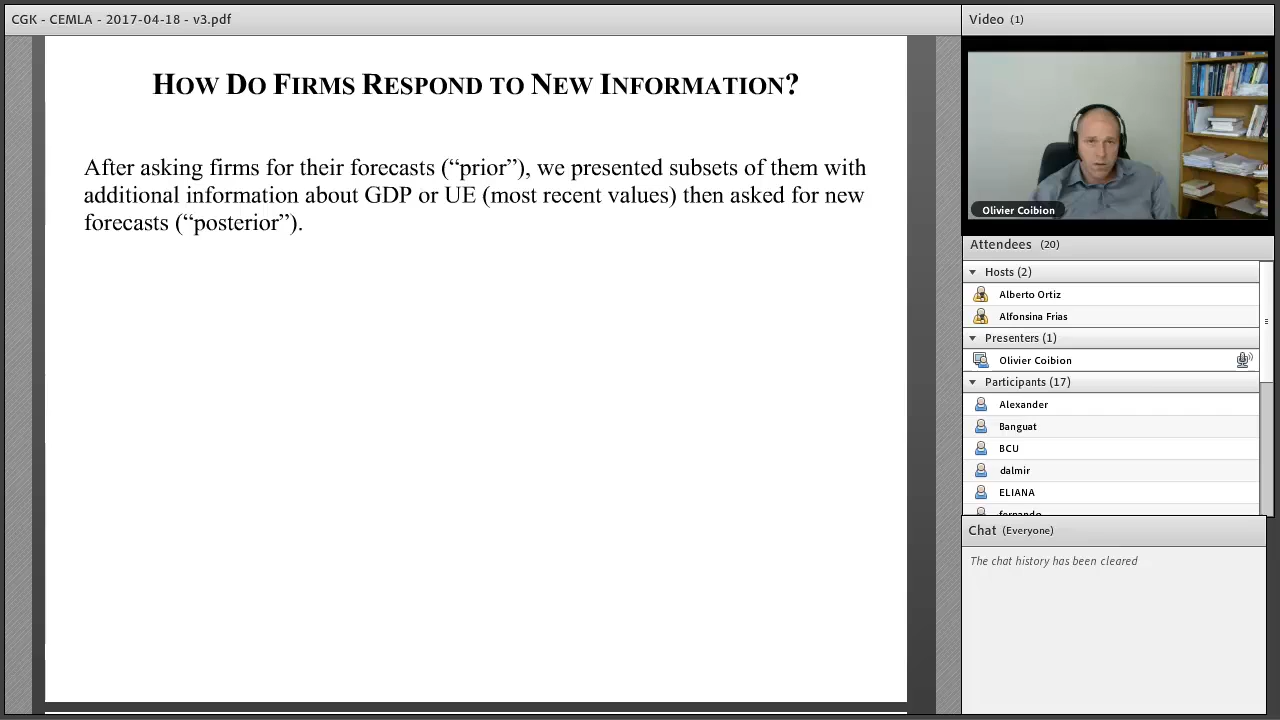 CGK - CEMLA - 2017-04-18 - v3.pdf
HOW DO FIRMS RESPOND TO NEW INFORMATION?
After asking firms for their forecasts (“prior”), we presented subsets of them with
additional information about GDP or UE (most recent values) then asked for new
forecasts (“posterior”).
Video (1)
Olivier Coibion
Attendees (20)
Hosts (2)
Alberto Ortiz
Alfonsina Frias
Presenters (1)
Olivier Coibion
Participants (17)
Alexander
Banguat
BCU
dalmir
ELIANA
fernando
Chat (Everyone)
The chat history has been cleared